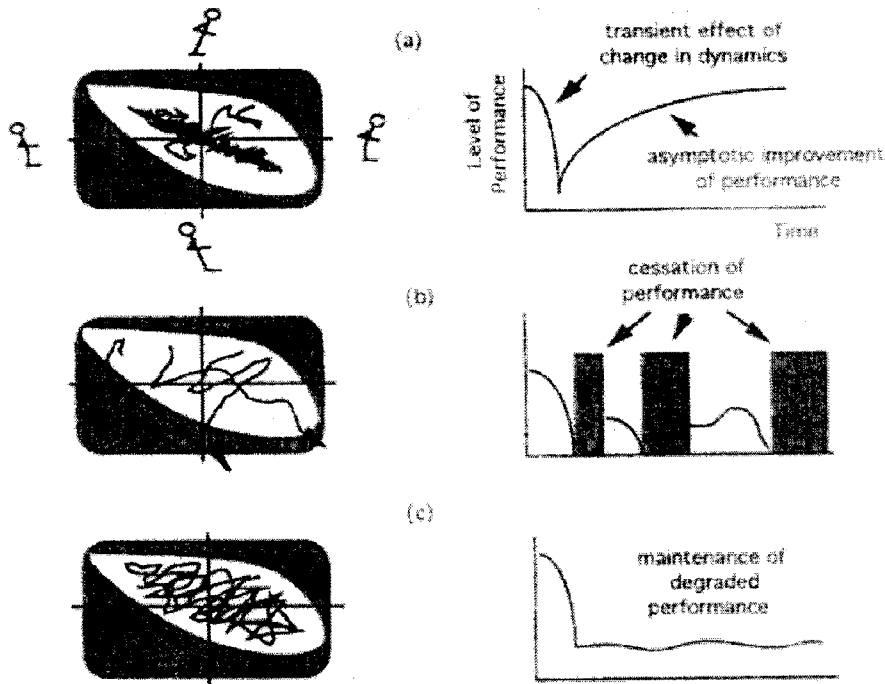 (a)
transient effect of
change in dynamics
Level of
Performance
asymptotic improvement
of performance
Time
(b)
cessation of
performance
(c)
maintenance of
degraded
performance